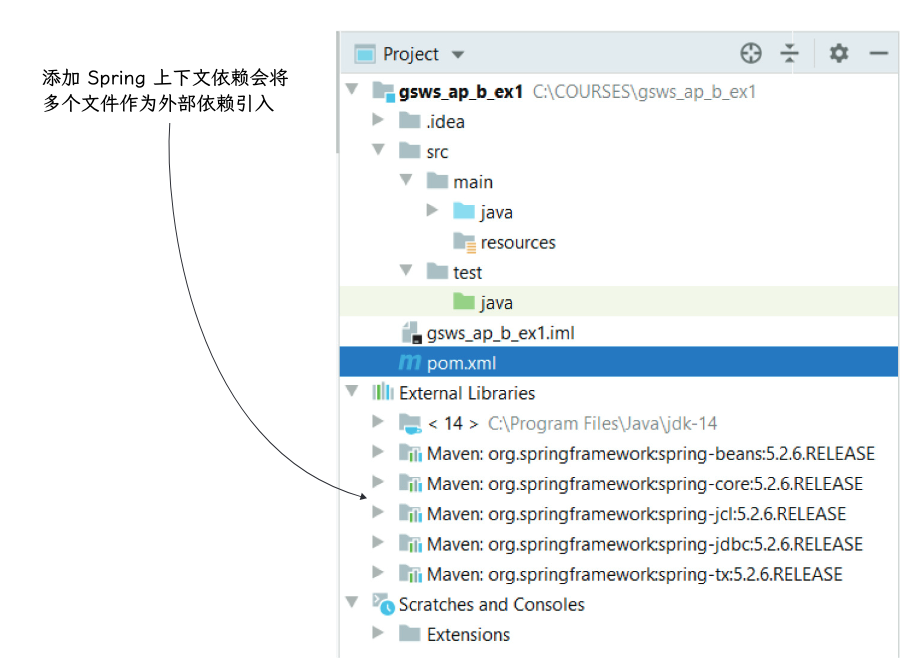 添加 Spring 上下文依赖会将
多个文件作为外部依赖引入
Project
gsws_ap_b_ex1 C:\COURSES\gsws_ap_b_ex1
.idea
src
main
java
resources
test
java
gsws_ap_b_ex1.iml
pom.xml
External Libraries
< 14 > C:\Program Files\Java\jdk-14
Maven: org.springframework:spring-beans:5.2.6.RELEASE
Maven: org.springframework:spring-core:5.2.6.RELEASE
Maven: org.springframework:spring-jcl:5.2.6.RELEASE
Maven: org.springframework:spring-jdbc:5.2.6.RELEASE
Maven: org.springframework:spring-tx:5.2.6.RELEASE
Scratches and Consoles
Extensions